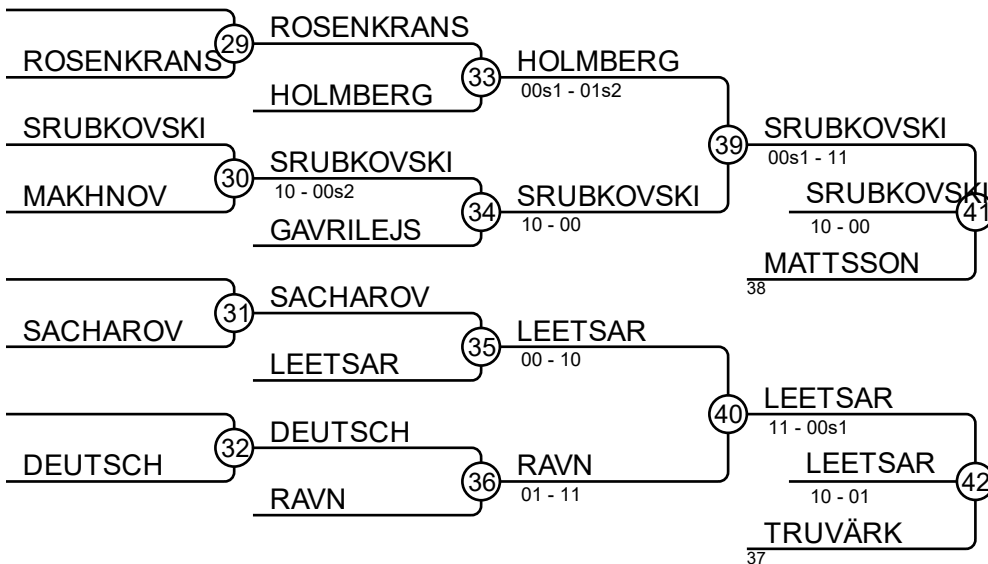 ROSENKRANS
29
ROSENKRANS
HOLMBERG
33
HOLMBERG
00s1 - 01s2
SRUBKOVSKI
MAKHNOV
30
SRUBKOVSKI
10 - 00s2
GAVRILEJS
34
SRUBKOVSKI
10 - 00
39
SRUBKOVSKI
00s1 - 11
SRUBKOVSKI
10 - 00
41
MATTSSON
38
SACHAROV
31
SACHAROV
LEETSAR
35
LEETSAR
00 - 10
DEUTSCH
32
DEUTSCH
RAVN
36
RAVN
01 - 11
40
LEETSAR
11 - 00s1
LEETSAR
10 - 01
42
TRUVÄRK
37